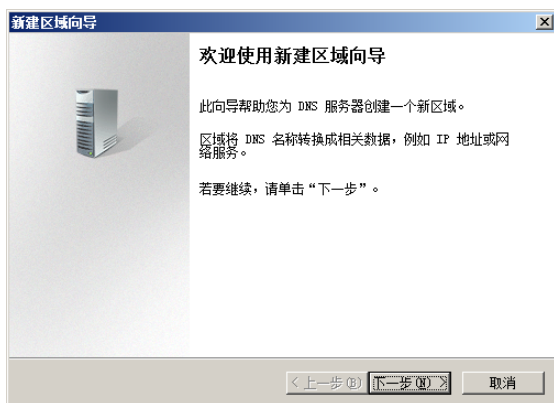 新建区域向导
欢迎使用新建区域向导
此向导帮助您为 DNS 服务器创建一个新区域。
区域将 DNS 名称转换成相关数据，例如 IP 地址或网
络服务。
若要继续，请单击“下一步”。
<上一步(B) 下一步(N)> 取消